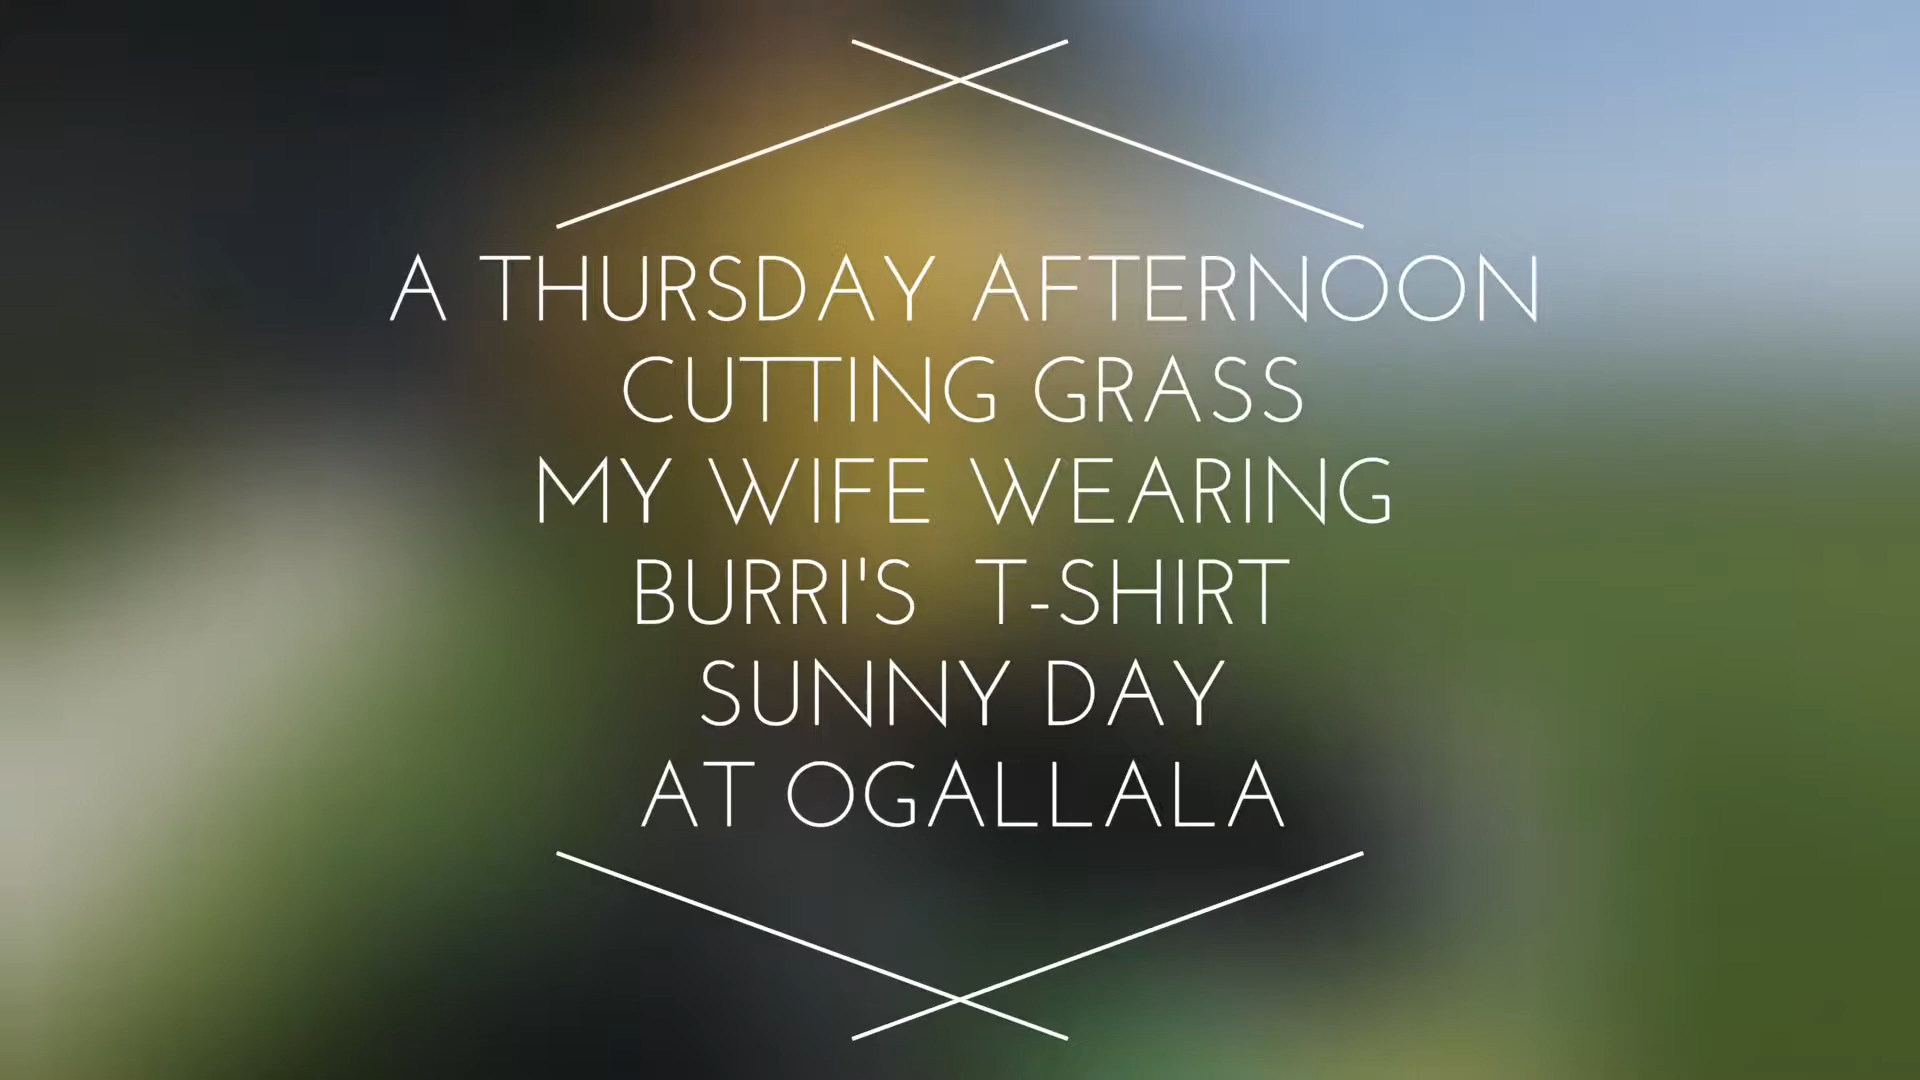 A THURSDAY AFTERNOON
CUTTING GRASS
MY WIFE WEARING
BURRI'S  T-SHIRT
SUNNY DAY
AT OGALLALA